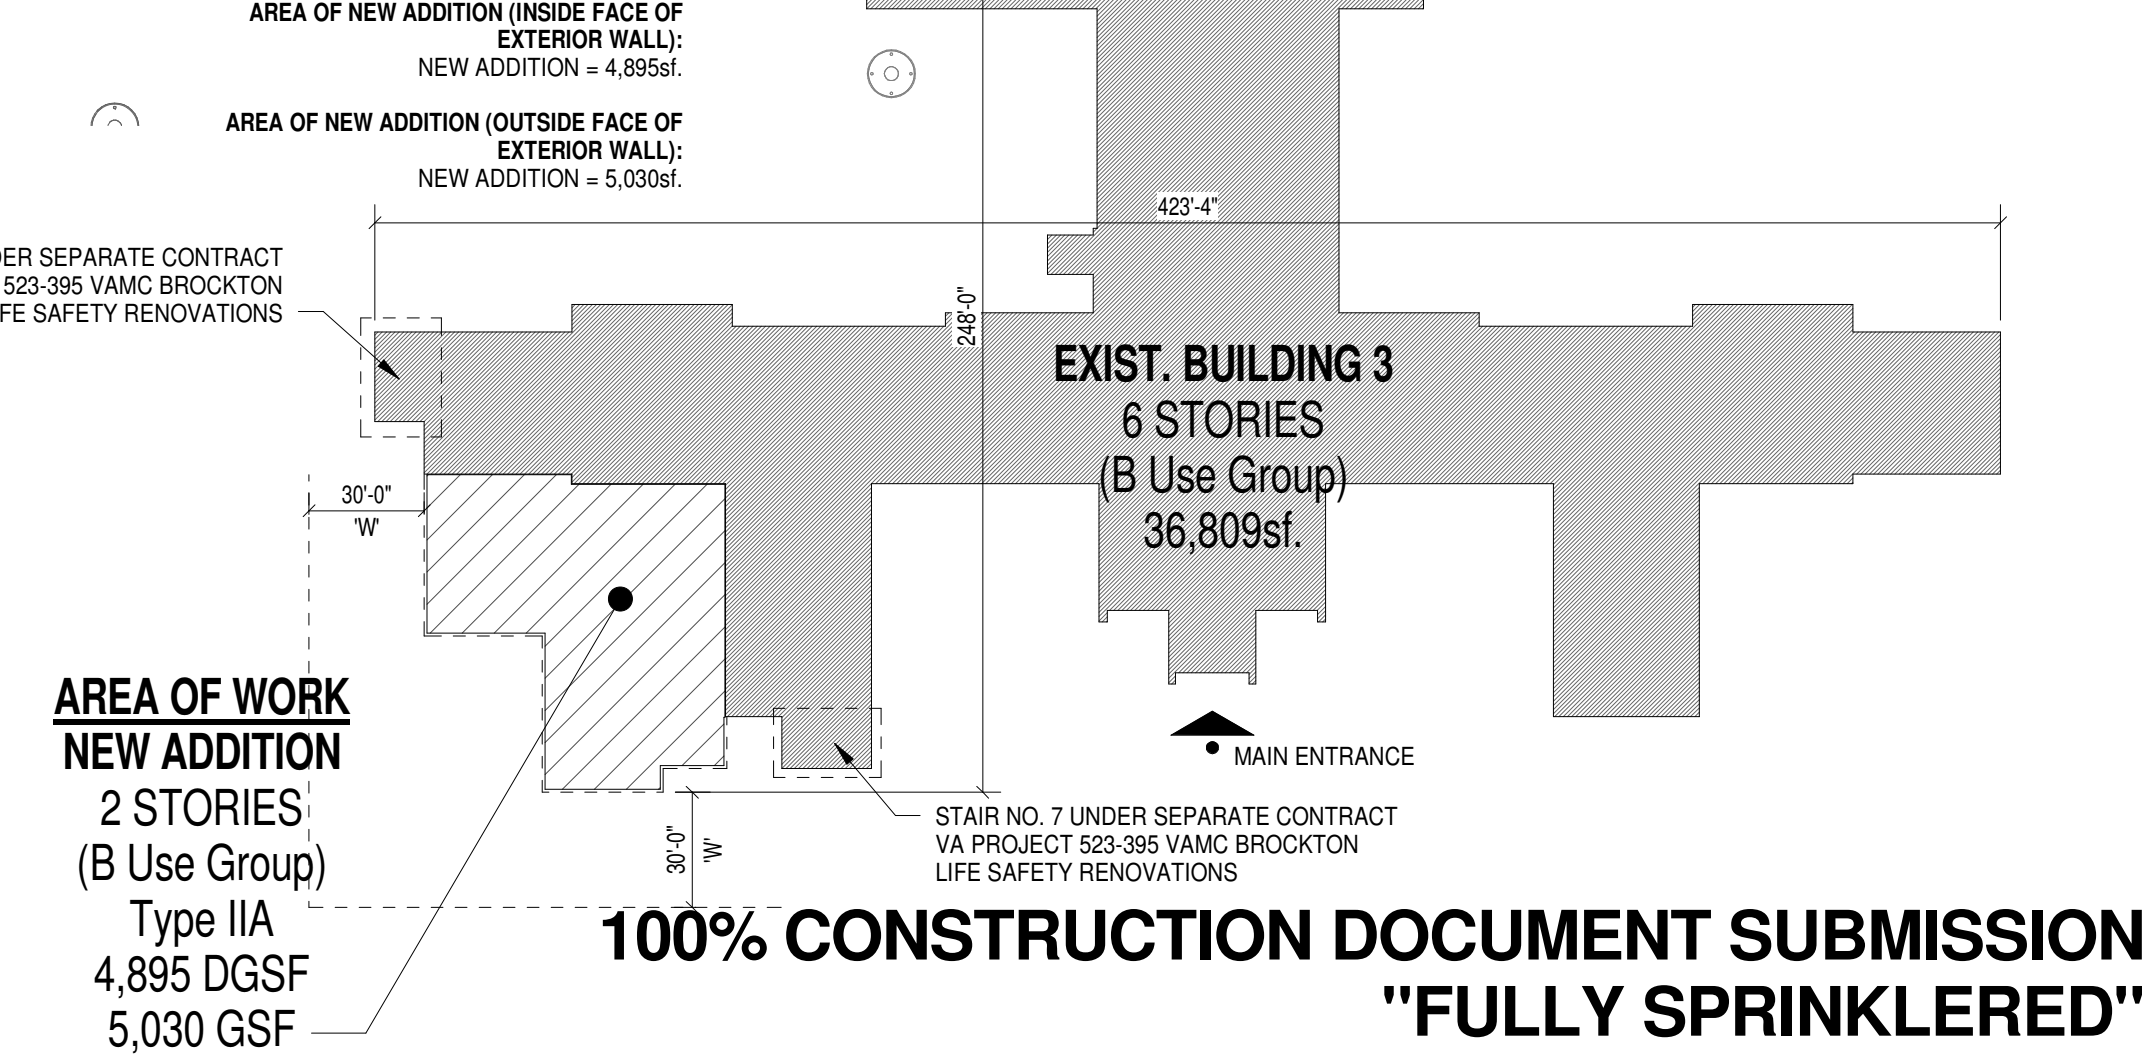 AREA OF NEW ADDITION (INSIDE FACE OF
EXTERIOR WALL):
NEW ADDITION = 4,895sf.
AREA OF NEW ADDITION (OUTSIDE FACE OF
EXTERIOR WALL):
NEW ADDITION = 5,030sf.
423'-4"
SEPARATE CONTRACT
523-395 VAMC BROCKTON
SAFETY RENOVATIONS
248'-0"
EXIST. BUILDING 3
6 STORIES
(B Use Group)
36,809sf.
30'-0"
'W'
AREA OF WORK
NEW ADDITION
2 STORIES
(B Use Group)
Type IIA
4,895 DGSF
5,030 GSF
MAIN ENTRANCE
30'-0"
'W'
STAIR NO. 7 UNDER SEPARATE CONTRACT
VA PROJECT 523-395 VAMC BROCKTON
LIFE SAFETY RENOVATIONS
100% CONSTRUCTION DOCUMENT SUBMISSION
"FULLY SPRINKLERED"